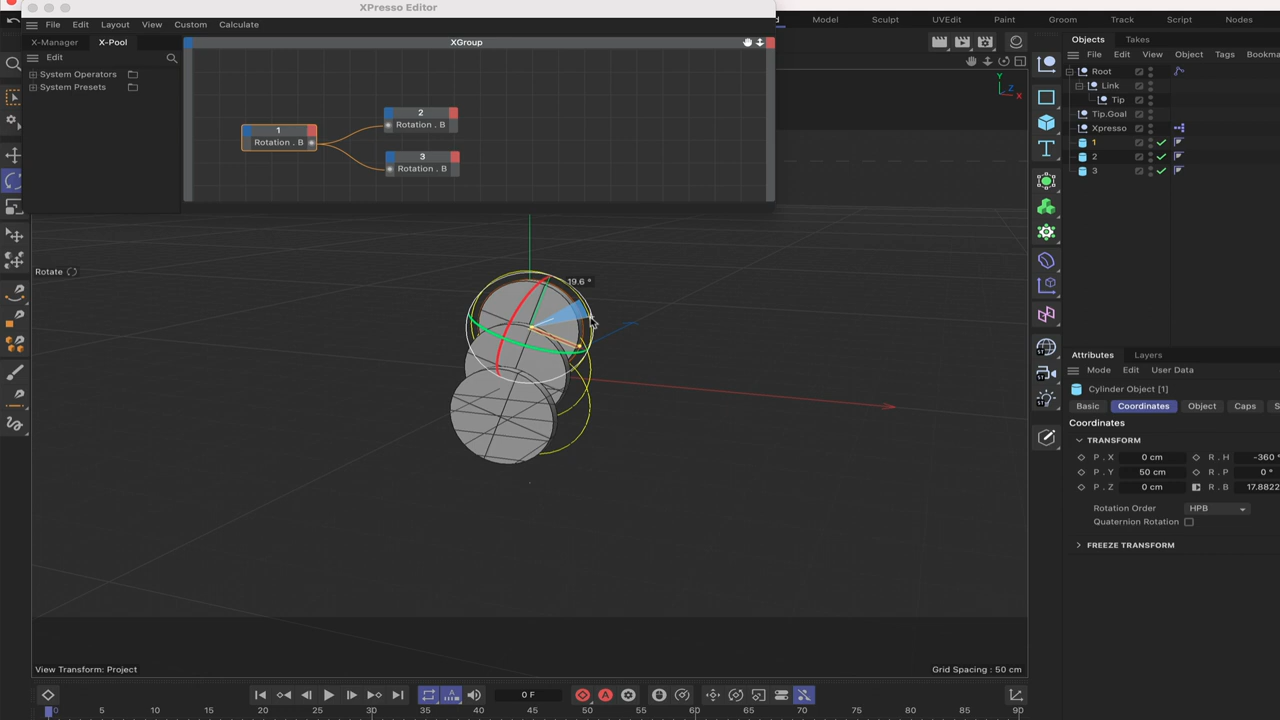 XPresso Editor
File Edit Layout View Custom Calculate
Model Sculpt UVEdit Paint Groom Track Script Nodes
X-Manager X-Pool
XGroup
Edit
System Operators
System Presets
1
Rotation . B
2
Rotation . B
3
Rotation . B
Objects Takes
File Edit View Object Tags Bookma
Root
Link
Tip
Tip.Goal
Xpresso
1
2
3
Y
Z
X
Rotate
19.6 °
View Transform: Project
Grid Spacing : 50 cm
Attributes Layers
Mode Edit User Data
Cylinder Object [1]
Basic Coordinates Object Caps S
Coordinates
TRANSFORM
P . X 0 cm R . H -360 °
P . Y 50 cm R . P 0 °
P . Z 0 cm R . B 17.8822
Rotation Order HPB
Quaternion Rotation
FREEZE TRANSFORM
ST
ST
ST
A
A
0 F
0 5 10 15 20 25 30 35 40 45 50 55 60 65 70 75 80 85 90